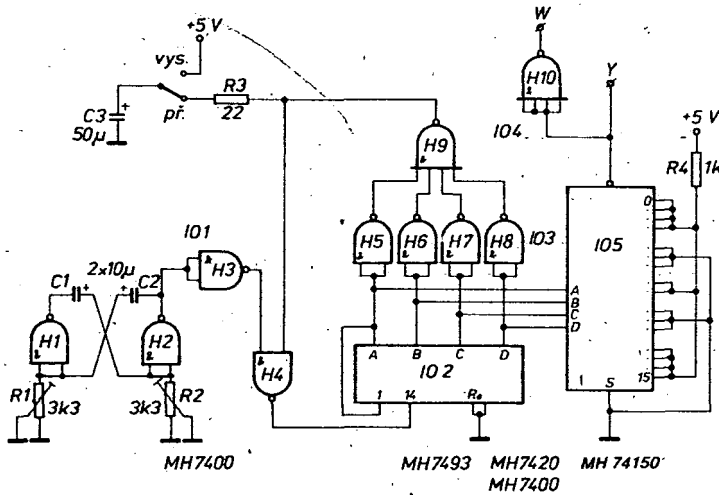 W
+5 V
vys.
R3
22
C3
+
50µ
př.
H10
Y
H9
IO4
+5 V
R4
1k
IO1
H3
H5
H6
H7
H8
IO3
IO5
0
2×10µ
C1
+
+
C2
A
B
C
D
H1
H2
H4
A
B
C
D
IO2
R1
3k3
R2
3k3
1
14
R₀
1
S
15
MH7400
MH7493
MH7420
MH 74150
MH7400